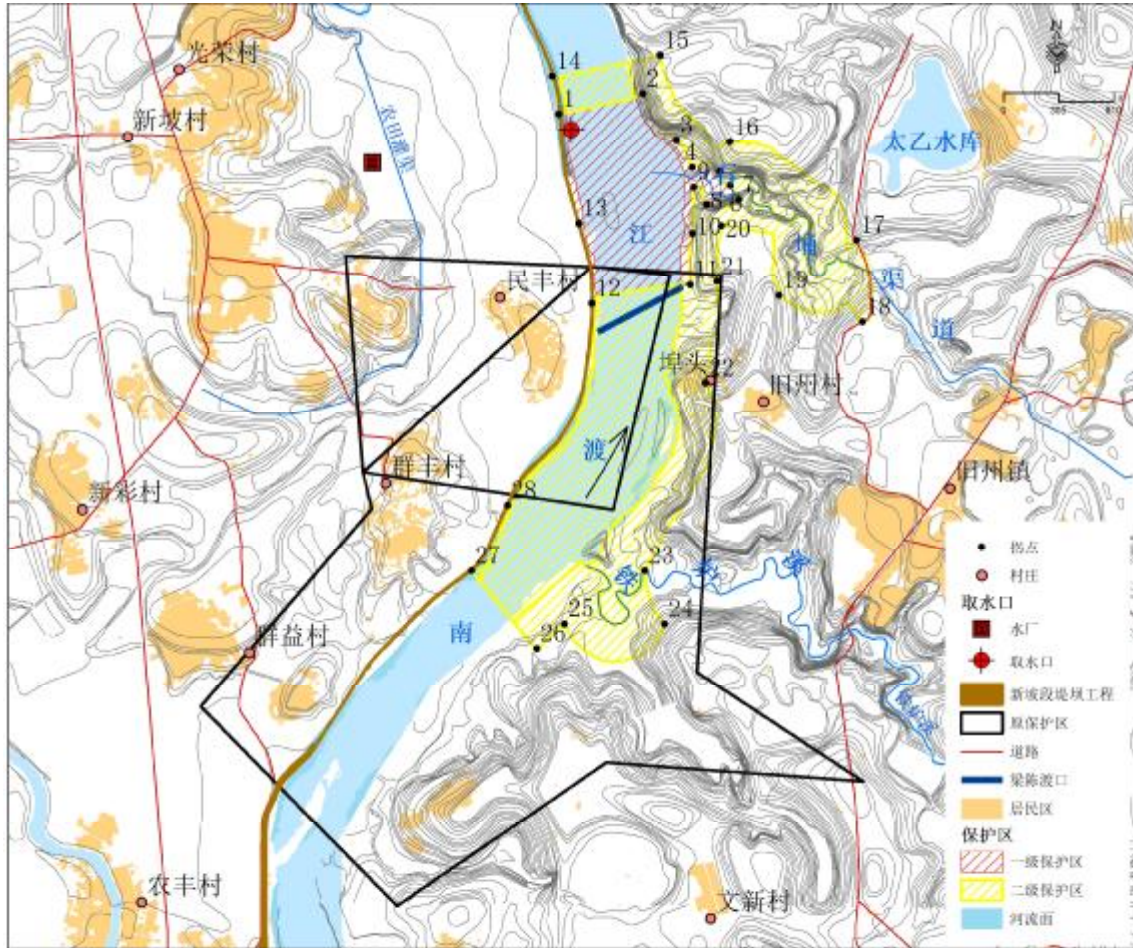 光荣村
新坡村
农田灌渠
15
14
2
1
N
太乙水库
3
16
4
9
8
13
江
10
20
埔
17
渠
道
民丰村
11
21
19
18
12
埠头
22
旧州村
渡
群丰村
28
新彩村
旧州镇
27
23
铁
25
24
26
南
群益村
农丰村
文新村
拐点
村庄
取水口
水厂
取水口
新坡段堤坝工程
原保护区
道路
梁陈渡口
居民区
保护区
一级保护区
二级保护区
河流面